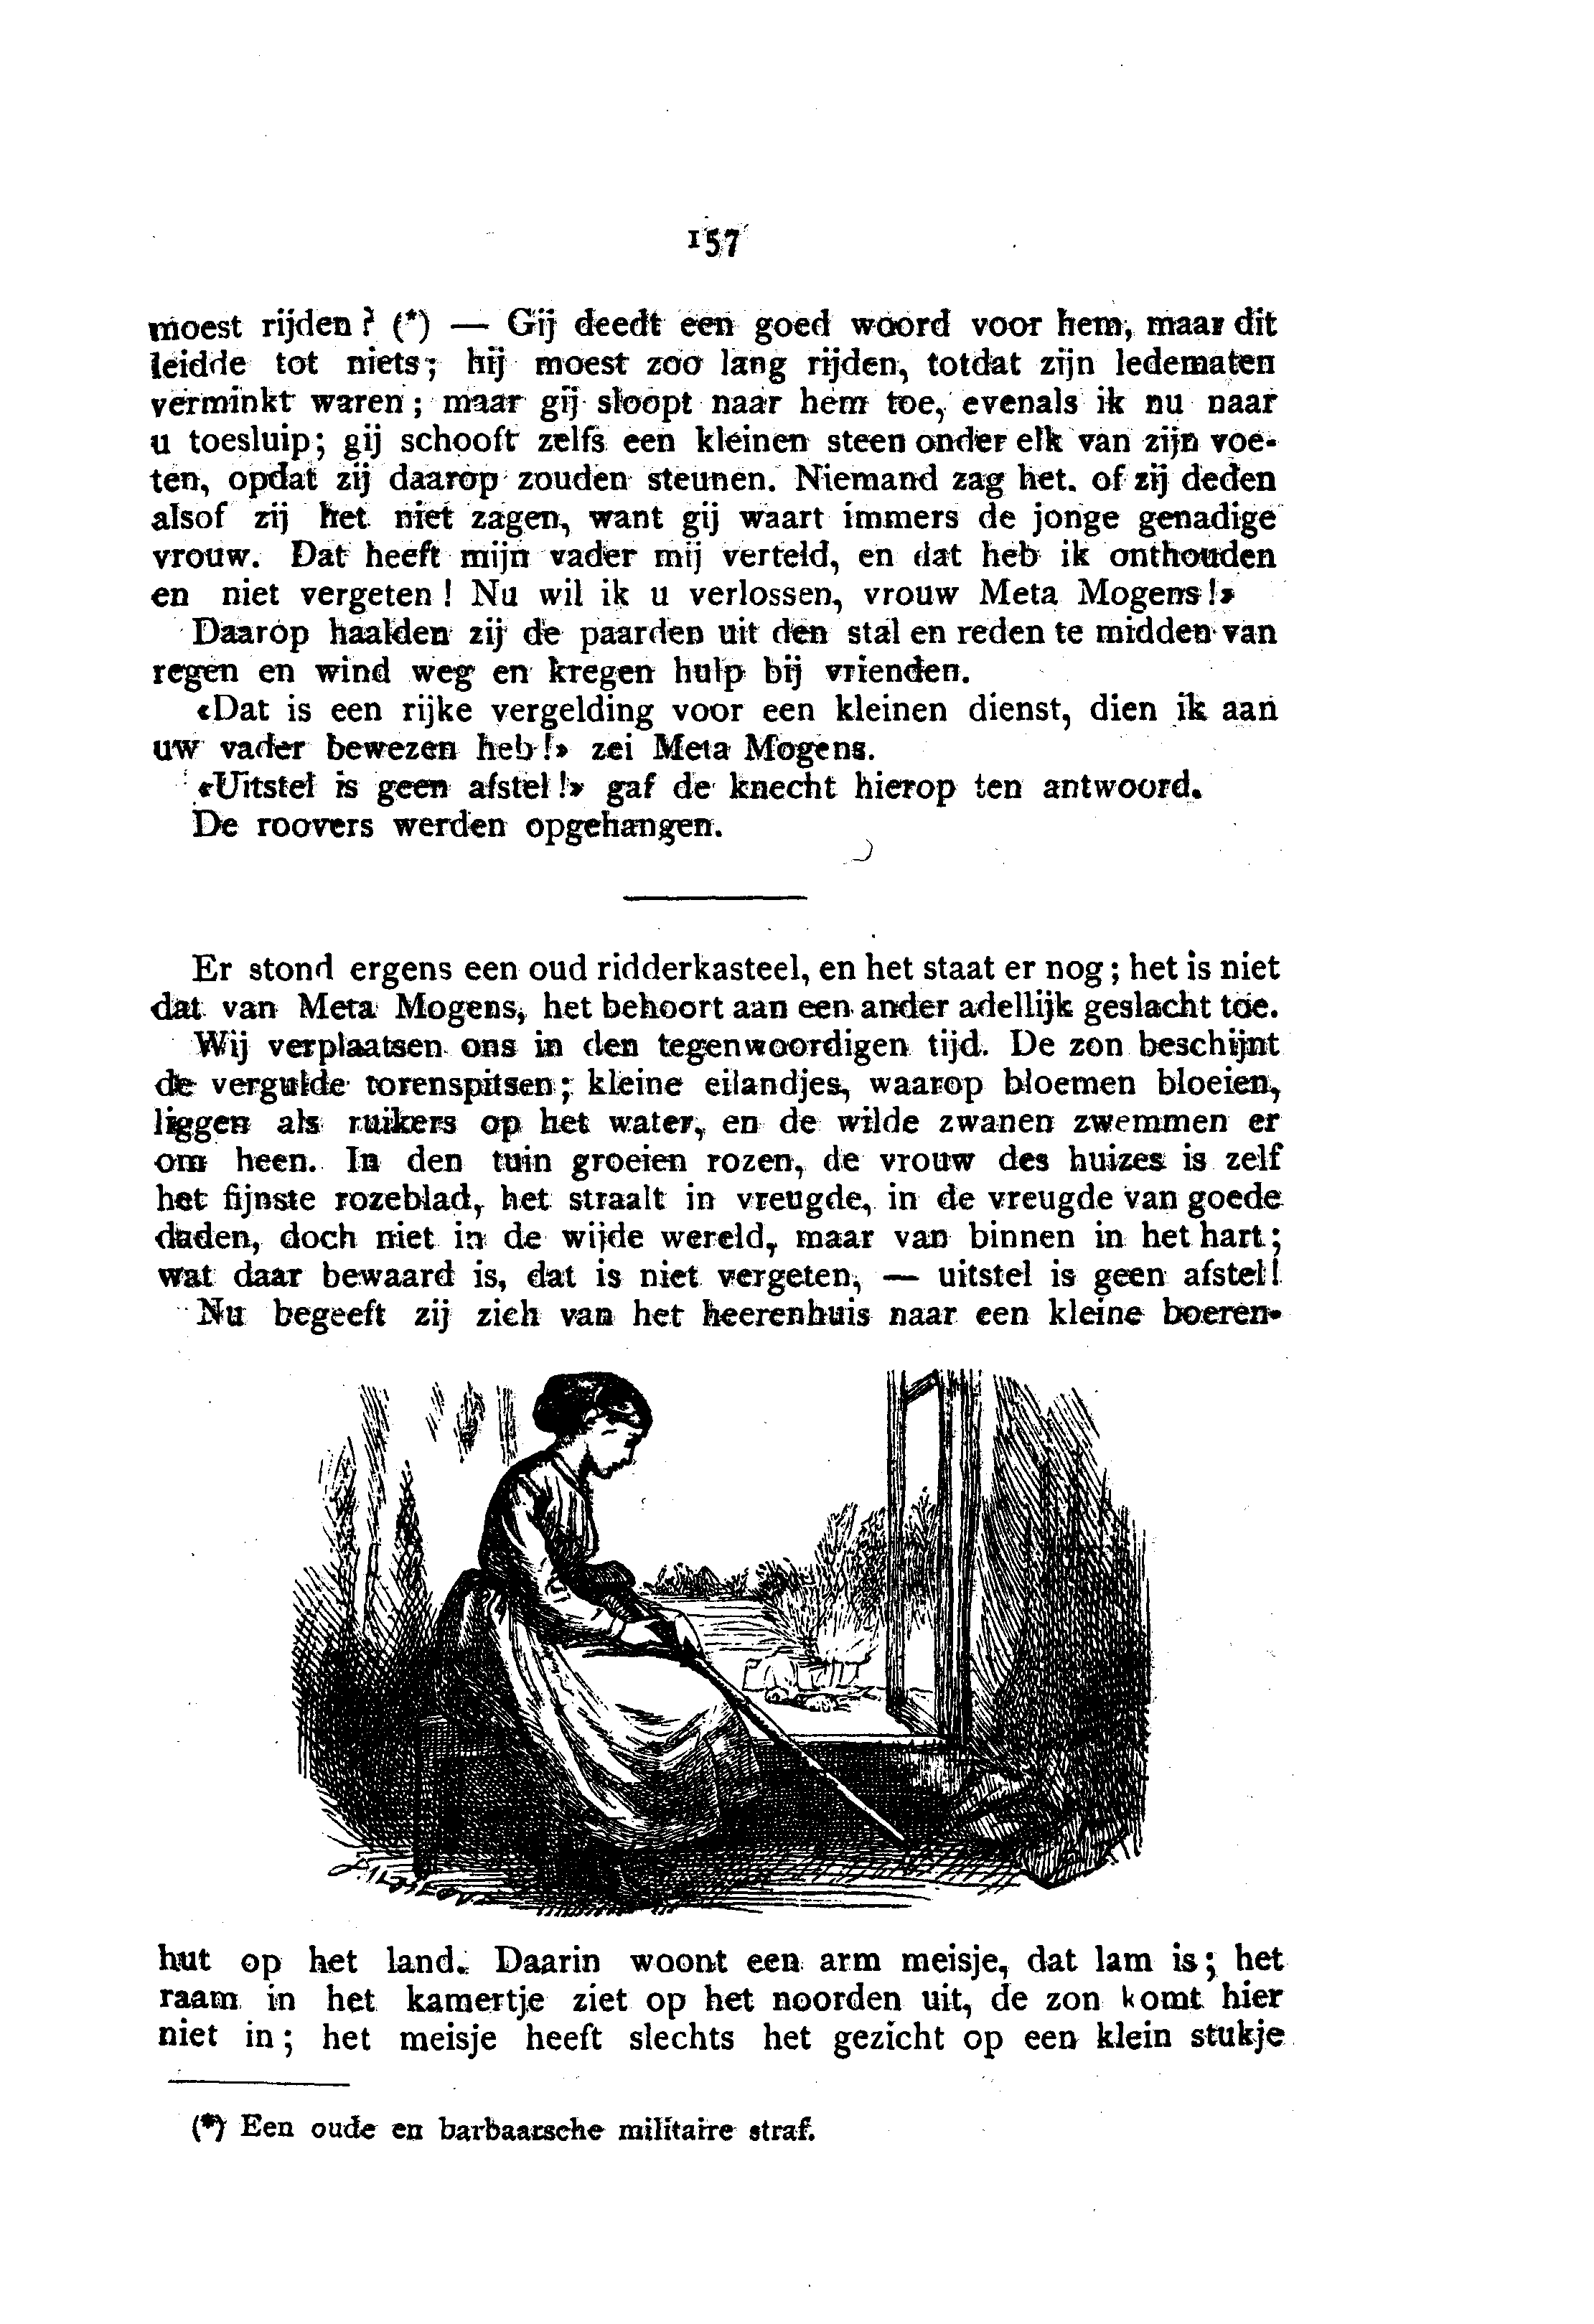 157
moest rijden? (*) — Gij deedt een goed woord voor hem, maar dit
leidde tot niets; hij moest zoo lang rijden, totdat zijn ledematen
verminkt waren; maar gij sloopt naar hem toe, evenals ik nu naar
u toesluip; gij schooft zelfs een kleinen steen onder elk van zijn voe-
ten, opdat zij daarop zouden steunen. Niemand zag het. of zij deden
alsof zij het niet zagen, want gij waart immers de jonge genadige
vrouw. Dat heeft mijn vader mij verteld, en dat heb ik onthouden
en niet vergeten! Nu wil ik u verlossen, vrouw Meta Mogens!»
Daarop haalden zij de paarden uit den stal en reden te midden van
regen en wind weg en kregen hulp bij vrienden.
«Dat is een rijke vergelding voor een kleinen dienst, dien ik aan
uw vader bewezen heb!» zei Meta Mogens.
«Uitstel is geen afstel!» gaf de knecht hierop ten antwoord.
De roovers werden opgehangen.
Er stond ergens een oud ridderkasteel, en het staat er nog; het is niet
dat van Meta Mogens, het behoort aan een ander adellijk geslacht toe.
Wij verplaatsen ons in den tegenwoordigen tijd. De zon beschijnt
de vergulde torenspitsen; kleine eilandjes, waarop bloemen bloeien,
liggen als ruikers op het water, en de wilde zwanen zwemmen er
om heen. In den tuin groeien rozen, de vrouw des huizes is zelf
het fijnste rozeblad, het straalt in vreugde, in de vreugde van goede
daden, doch niet in de wijde wereld, maar van binnen in het hart;
wat daar bewaard is, dat is niet vergeten, — uitstel is geen afstel!
Nu begeeft zij zich van het heerenhuis naar een kleine boeren-
hut op het land. Daarin woont een arm meisje, dat lam is; het
raam in het kamertje ziet op het noorden uit, de zon komt hier
niet in; het meisje heeft slechts het gezicht op een klein stukje
(*) Een oude en barbaarsche militaire straf.